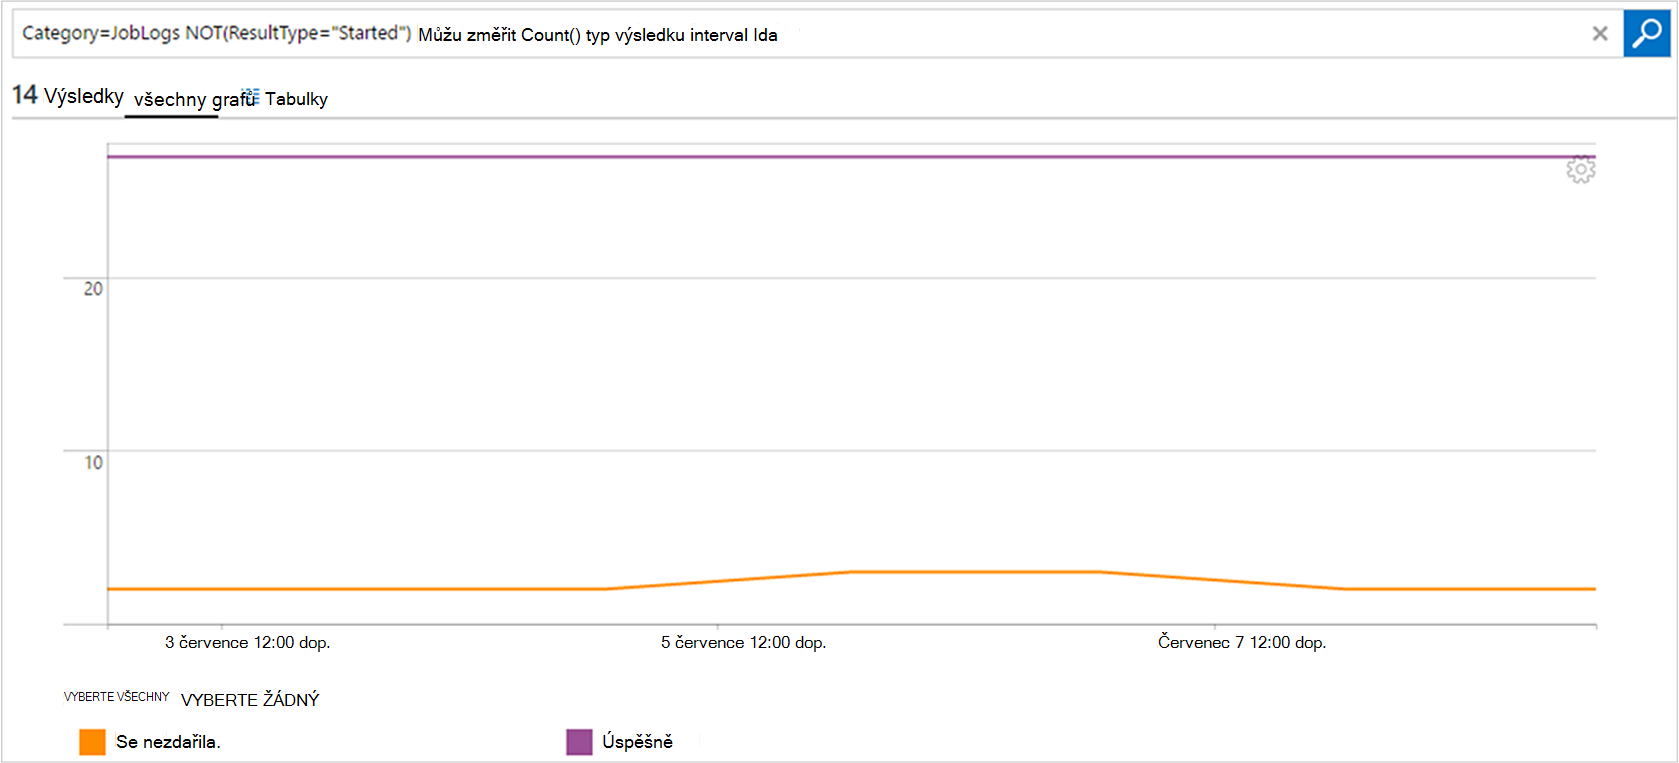 Category=JobLogs NOT(ResultType="Started") Můžu změřit Count() typ výsledku interval lda
14 Výsledky všechny grafů Tabulky
20
10
3 července 12:00 dop. 5 července 12:00 dop. Červenec 7 12:00 dop.
VYBERTE VŠECHNY VYBERTE ŽÁDNÝ
Se nezdařila. Úspěšně